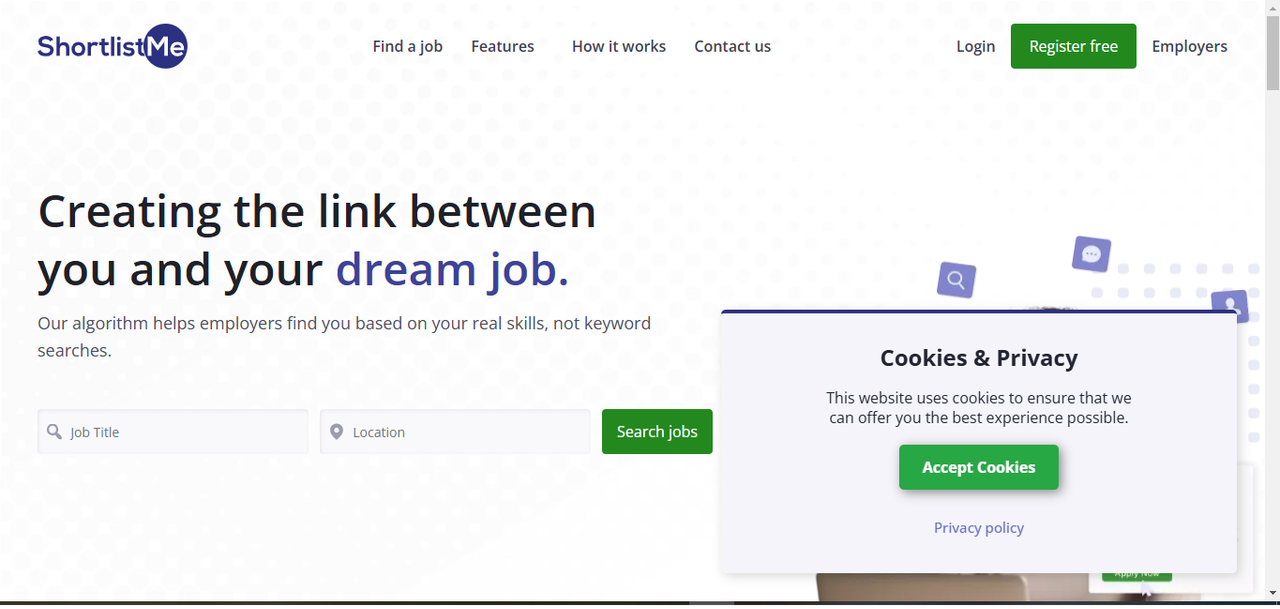 ShortlistMe
Find a job
Features
How it works
Contact us
Login
Register free
Employers
Creating the link between
you and your dream job.
Our algorithm helps employers find you based on your real skills, not keyword
searches.
Job Title
Location
Search jobs
Cookies & Privacy
This website uses cookies to ensure that we
can offer you the best experience possible.
Accept Cookies
Privacy policy
Apply Now